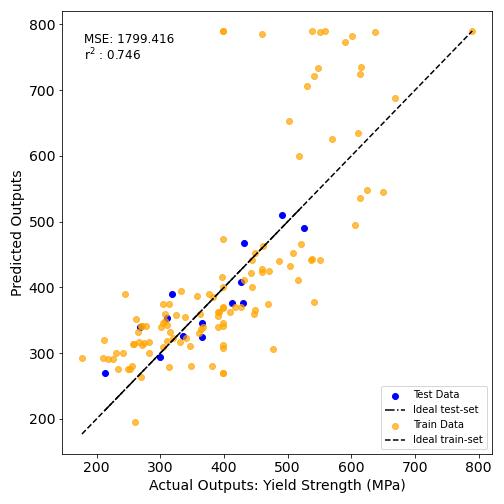 MSE: 1799.416
r² : 0.746
800
700
600
500
400
300
200
Predicted Outputs
200 300 400 500 600 700 800
Actual Outputs: Yield Strength (MPa)
Test Data
Ideal test-set
Train Data
Ideal train-set